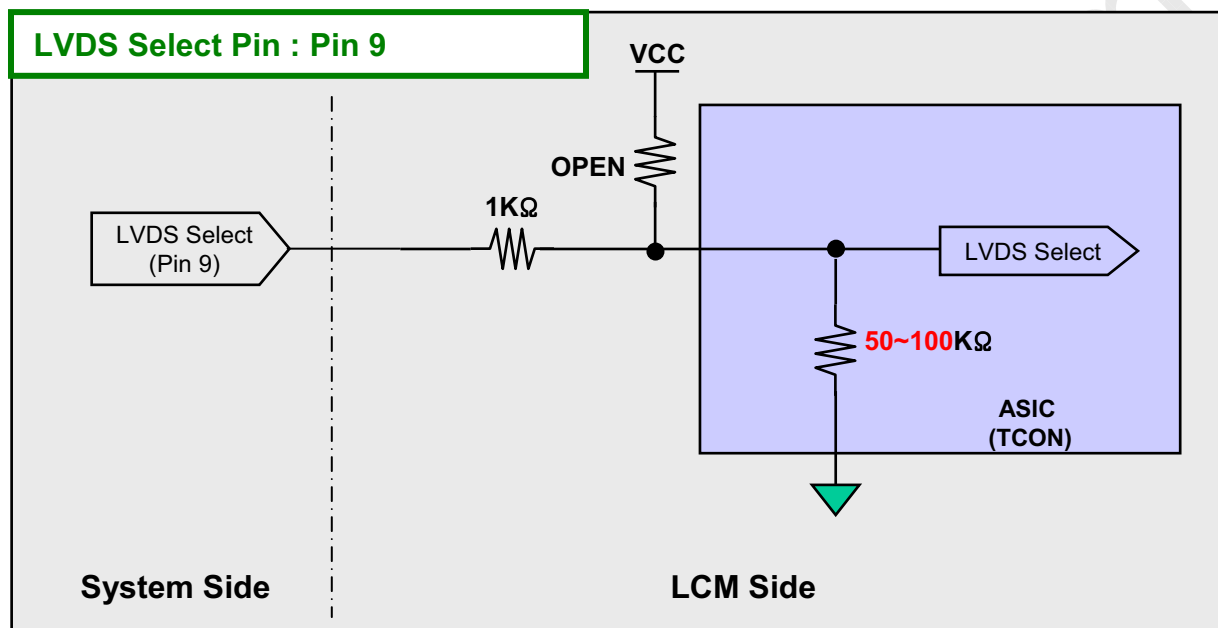 LVDS Select Pin : Pin 9
VCC
OPEN
1KΩ
LVDS Select
(Pin 9)
LVDS Select
50~100KΩ
ASIC
(TCON)
System Side
LCM Side